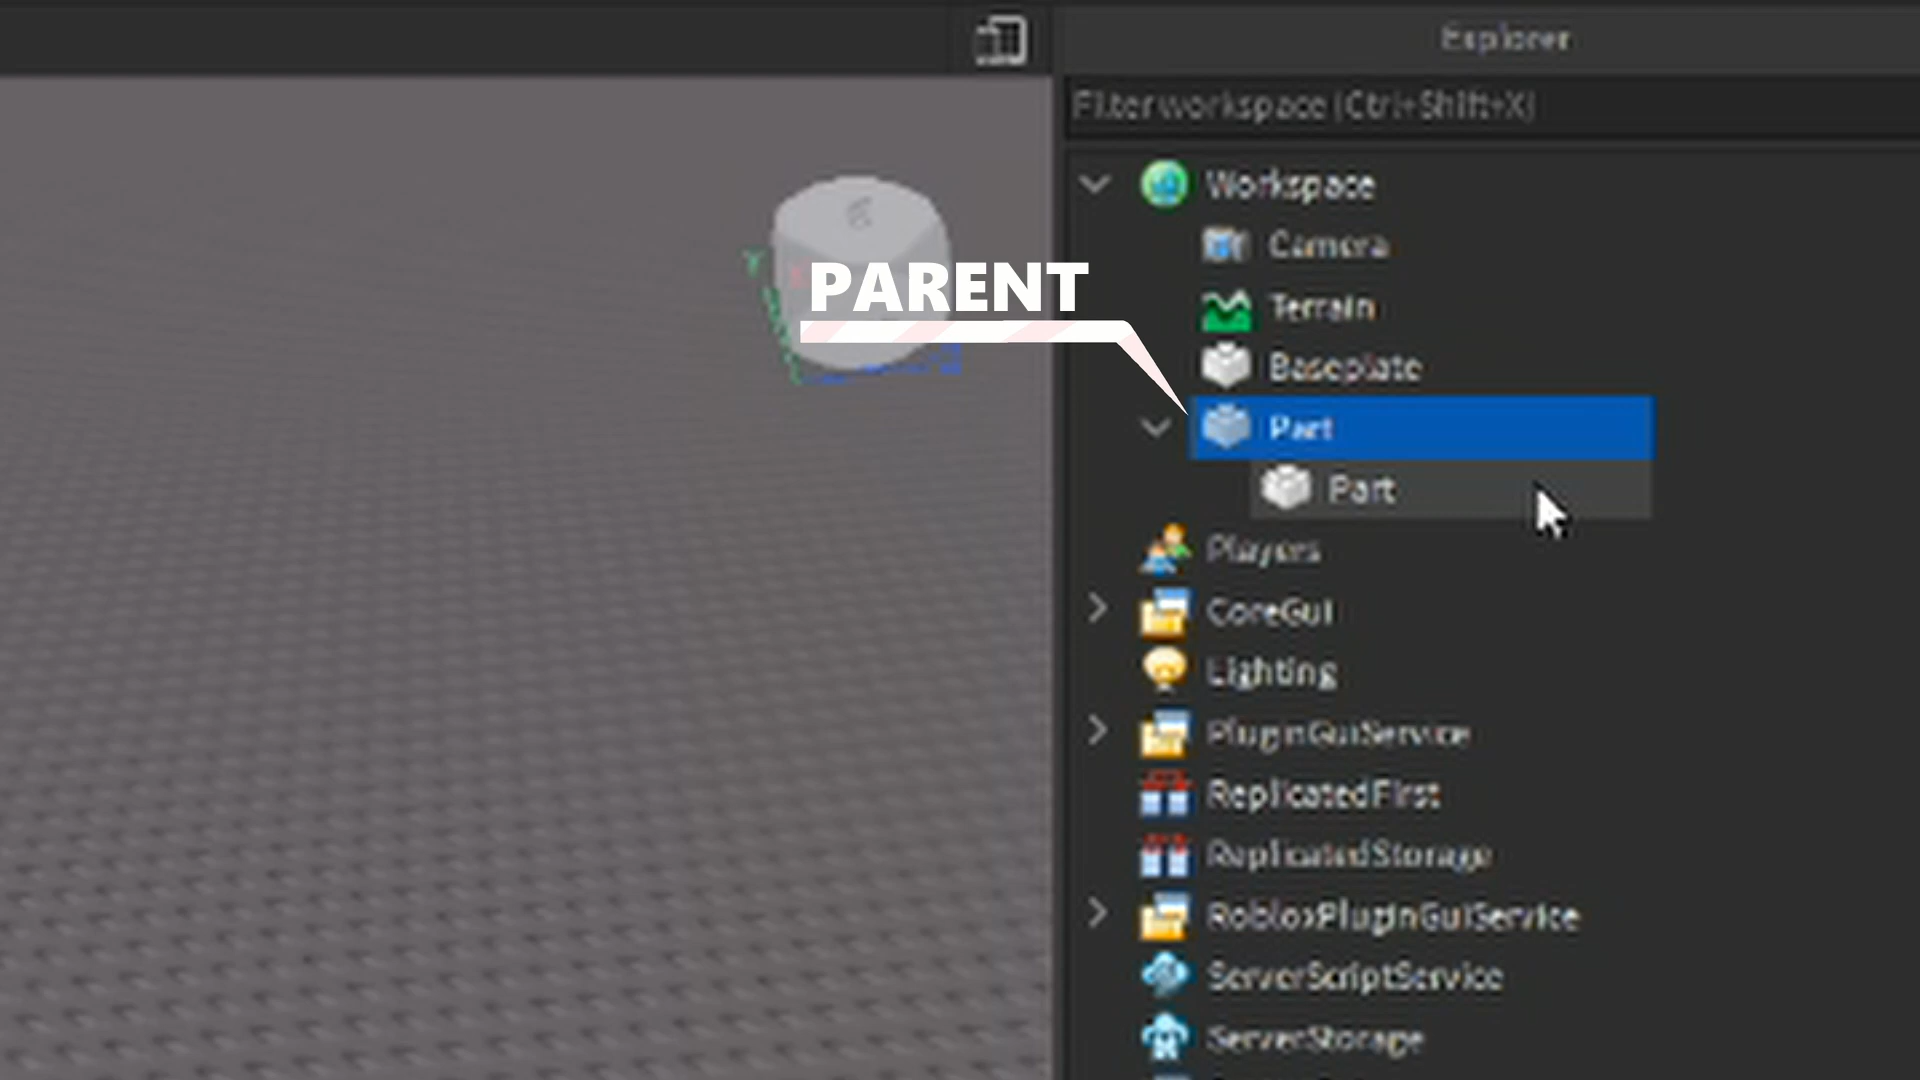 Explorer
Filter workspace (Ctrl+Shift+X)
Workspace
Camera
PARENT
Terrain
Baseplate
Part
Part
Players
CoreGui
Lighting
PluginGuiService
ReplicatedFirst
ReplicatedStorage
RobloxPluginGuiService
ServerScriptService
ServerStorage